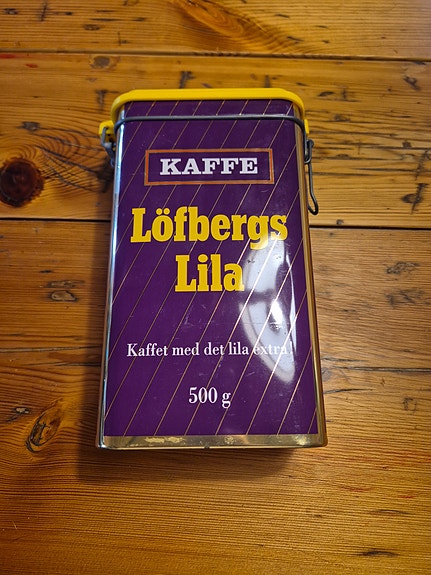 KAFFE
Löfbergs
Lila
Kaffet med det lila extra
500 g